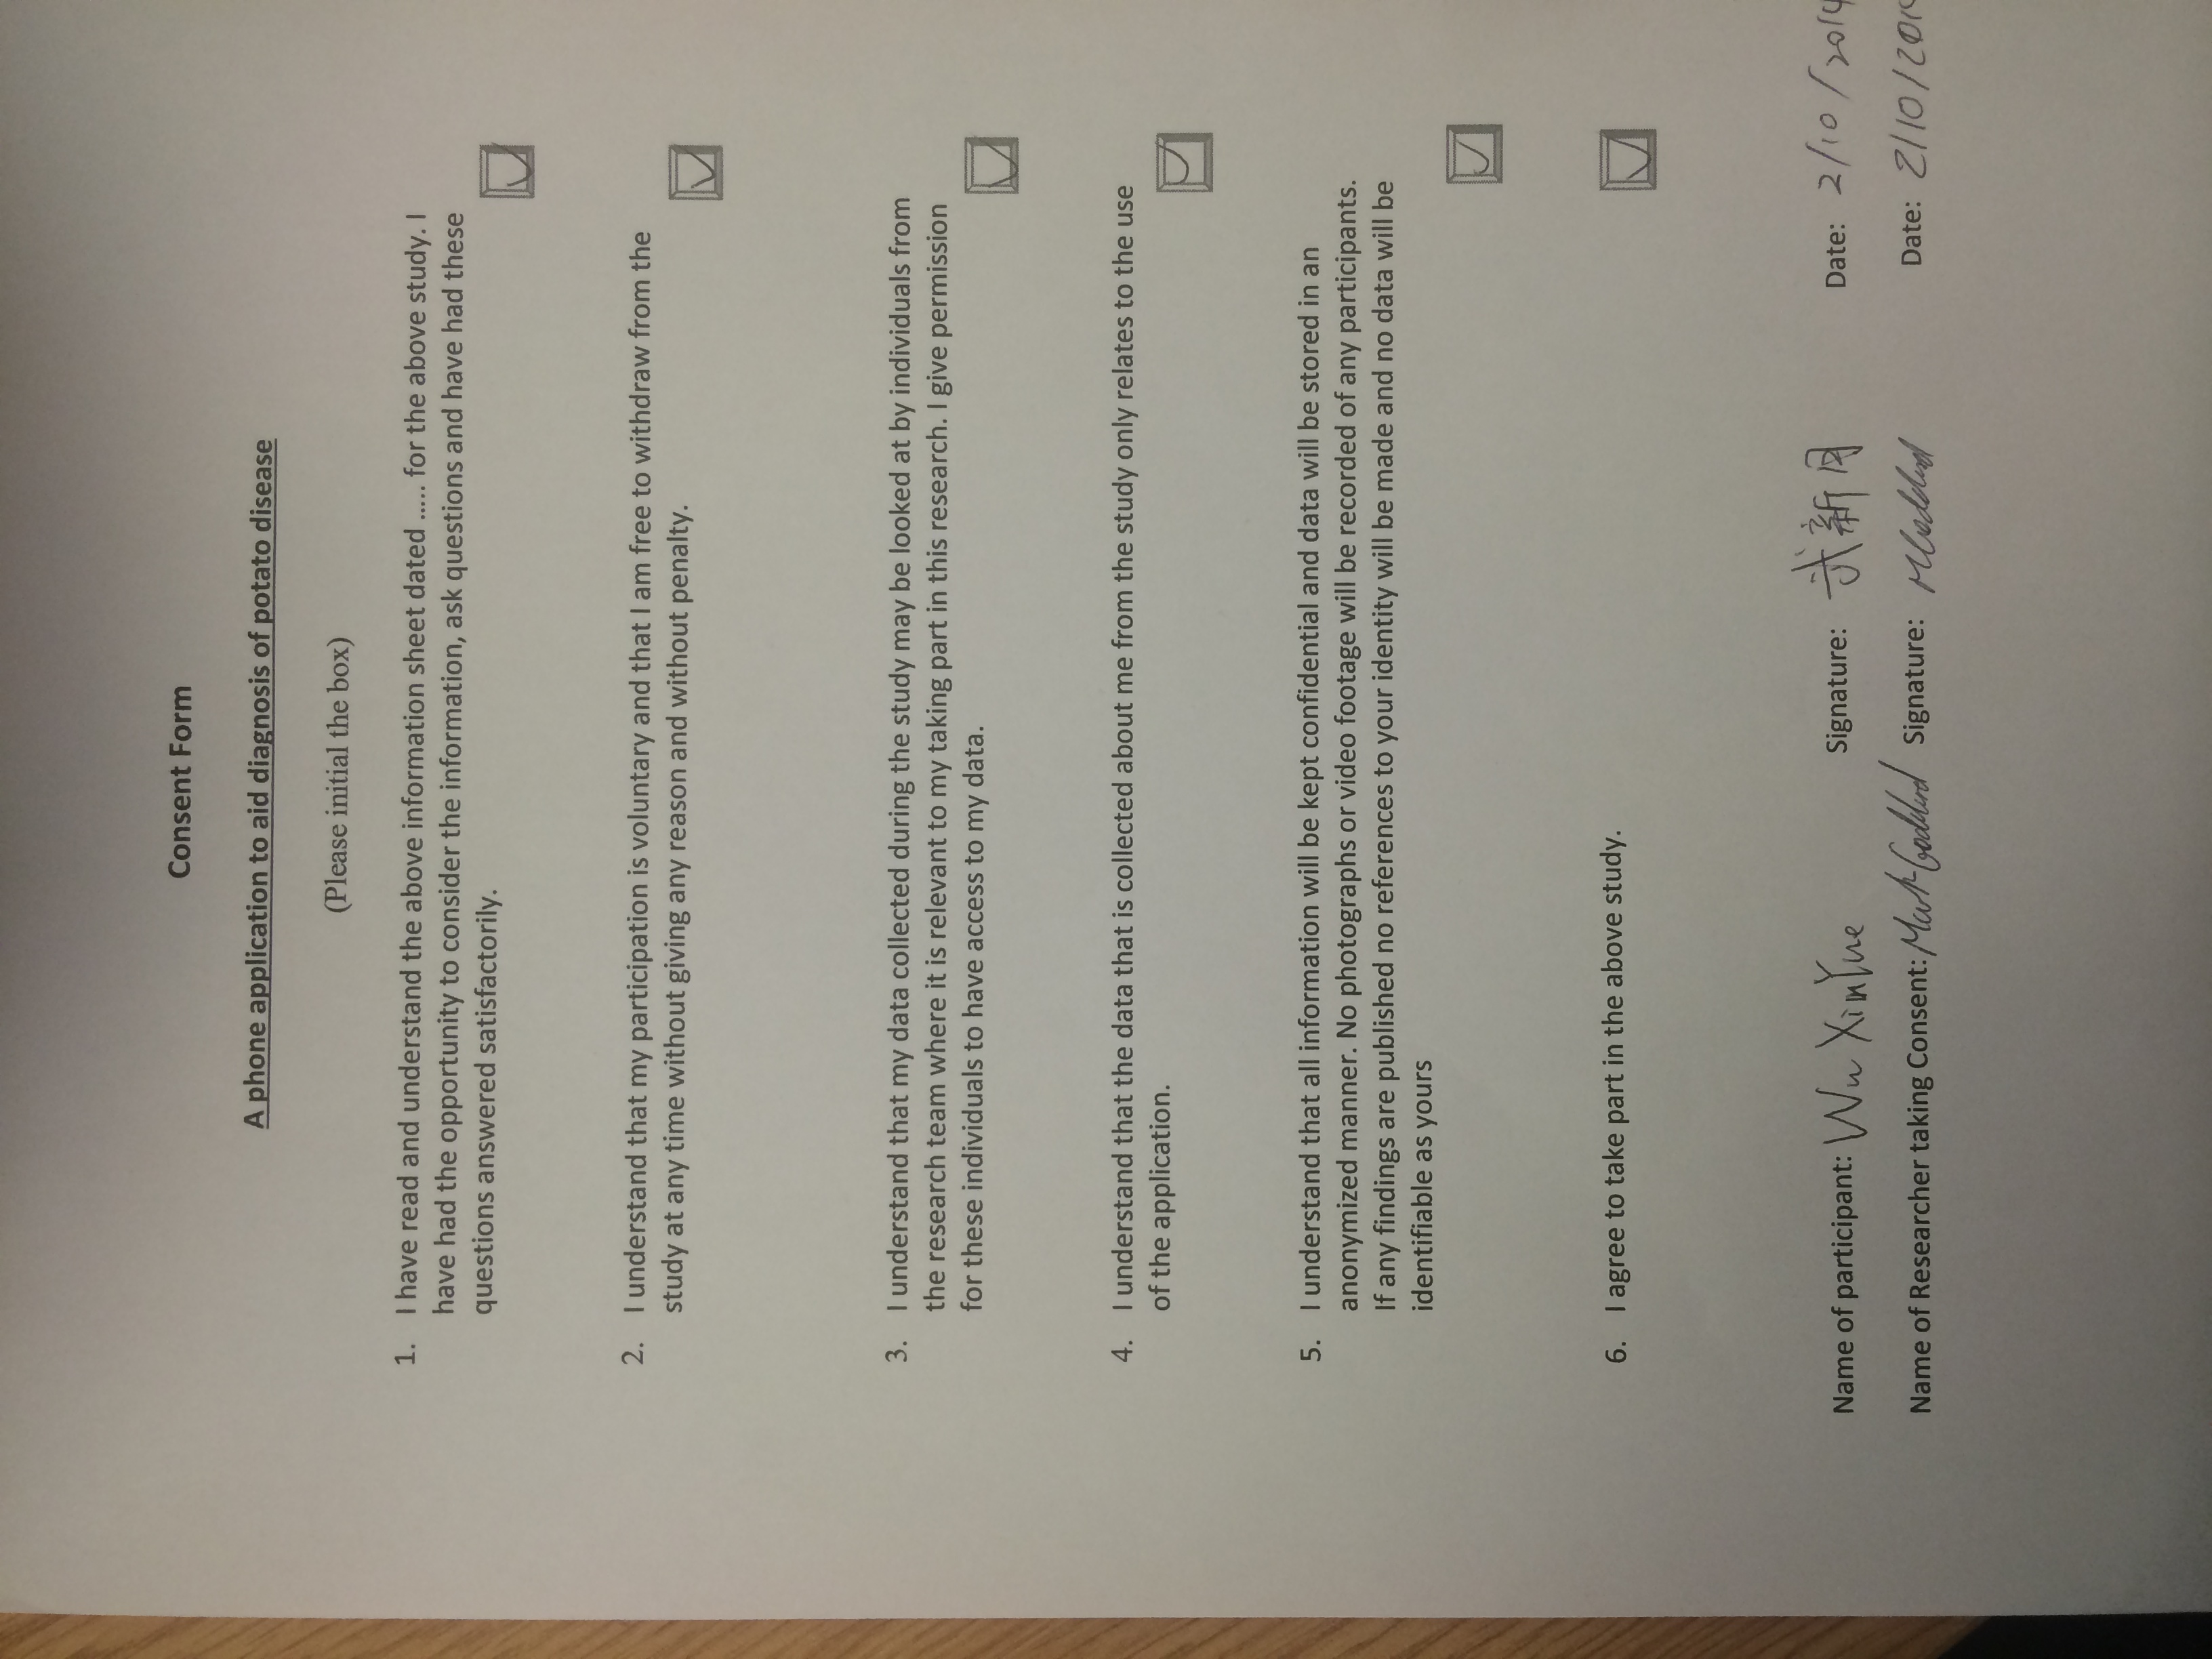 Consent Form
A phone application to aid diagnosis of potato disease
(Please initial the box)
1. I have read and understand the above information sheet dated ..... for the above study. I
have had the opportunity to consider the information, ask questions and have had these
questions answered satisfactorily.
2. I understand that my participation is voluntary and that I am free to withdraw from the
study at any time without giving any reason and without penalty.
3. I understand that my data collected during the study may be looked at by individuals from
the research team where it is relevant to my taking part in this research. I give permission
for these individuals to have access to my data.
4. I understand that the data that is collected about me from the study only relates to the use
of the application.
5. I understand that all information will be kept confidential and data will be stored in an
anonymized manner. No photographs or video footage will be recorded of any participants.
If any findings are published no references to your identity will be made and no data will be
identifiable as yours
6. I agree to take part in the above study.
Name of participant: Wu XinYue Signature: 武新 Date: 2/10/2014
Name of Researcher taking Consent: Signature: Date: 2/10/201